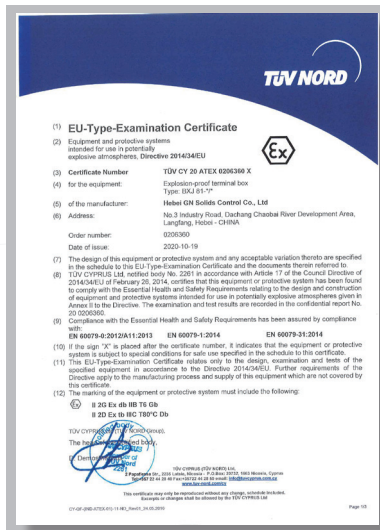 TÜV NORD
(1) EU-Type-Examination Certificate
(2) Equipment and protective systems
intended for use in potentially
explosive atmospheres, Directive 2014/34/EU
Ex
(3) Certificate Number TÜV CY 20 ATEX 0206360 X
(4) for the equipment: Explosion-proof terminal box
Type: BXJ 81-*/*
(5) of the manufacturer: Hebei GN Solids Control Co., Ltd
(6) Address: No.3 Industry Road, Dachang Chaobai River Development Area,
Langfang, Hebei - CHINA
Order number: 0206360
Date of issue: 2020-10-19
(7) The design of this equipment or protective system and any acceptable variation thereto are specified
in the schedule to this EU-Type-Examination Certificate and the documents therein referred to.
(8) TÜV CYPRUS Ltd, notified body No. 2261 in accordance with Article 17 of the Council Directive of
2014/34/EU of February 26, 2014, certifies that this equipment or protective system has been found
to comply with the Essential Health and Safety Requirements relating to the design and construction
of equipment and protective systems intended for use in potentially explosive atmospheres given in
Annex II to the Directive. The examination and test results are recorded in the confidential report No.
20 0206360.
(9) Compliance with the Essential Health and Safety Requirements has been assured by compliance
with:
EN 60079-0:2012/A11:2013 EN 60079-1:2014 EN 60079-31:2014
(10) If the sign "X" is placed after the certificate number, it indicates that the equipment or protective
system is subject to special conditions for safe use specified in the schedule to this certificate.
(11) This EU-Type-Examination Certificate relates only to the design, examination and tests of the
specified equipment in accordance to the Directive 2014/34/EU. Further requirements of the
Directive apply to the manufacturing process and supply of this equipment which are not covered by
this certificate.
(12) The marking of the equipment or protective system must include the following:
Ex II 2G Ex db IIB T6 Gb
II 2D Ex tb IIC T80°C Db
TÜV CYPRUS (TÜV NORD Group),
The head of notified body,
TÜV CYPRUS (TÜV NORD) Ltd,
2261
This certificate may only be reproduced without any change, schedule included.
Excerpts or changes shall be allowed by the TÜV CYPRUS Ltd
Page 1/3